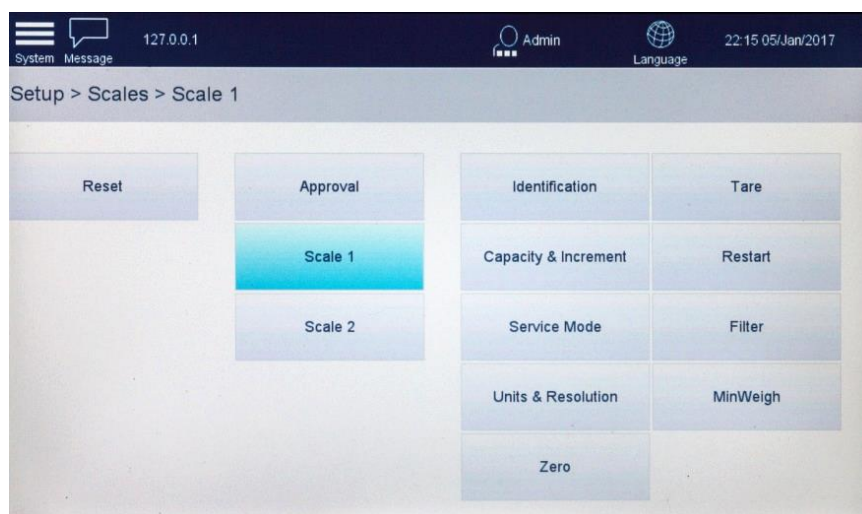 127.0.0.1
Admin
22:15 05/Jan/2017
System Message
Language
Setup > Scales > Scale 1
Reset
Approval
Identification
Tare
Scale 1
Capacity & Increment
Restart
Scale 2
Service Mode
Filter
Units & Resolution
MinWeigh
Zero